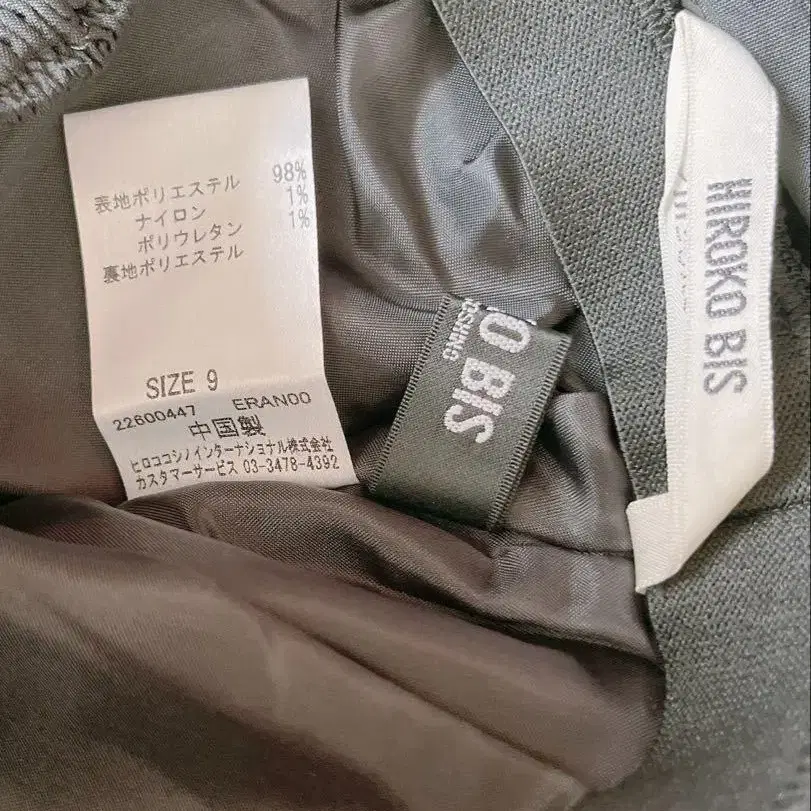 表地ポリエステル 98%
ナイロン 1%
ポリウレタン 1%
裏地ポリエステル
SIZE 9
22600447 ERAN00
中国製
ヒロココシノインターナショナル株式会社
カスタマーサービス 03-3478-4392
KO BIS
OSHINO
HIROKO BIS